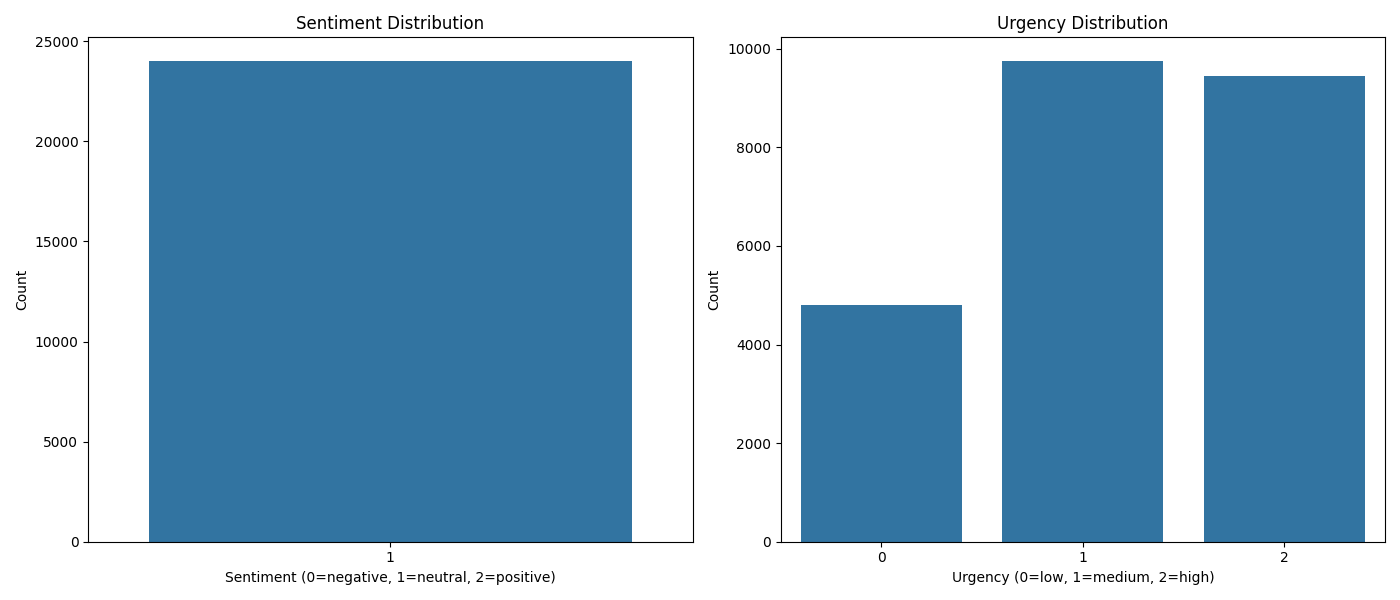 Sentiment Distribution
25000
20000
15000
10000
5000
0
Count
1
Sentiment (0=negative, 1=neutral, 2=positive)
Urgency Distribution
10000
8000
6000
4000
2000
0
Count
0 1 2
Urgency (0=low, 1=medium, 2=high)